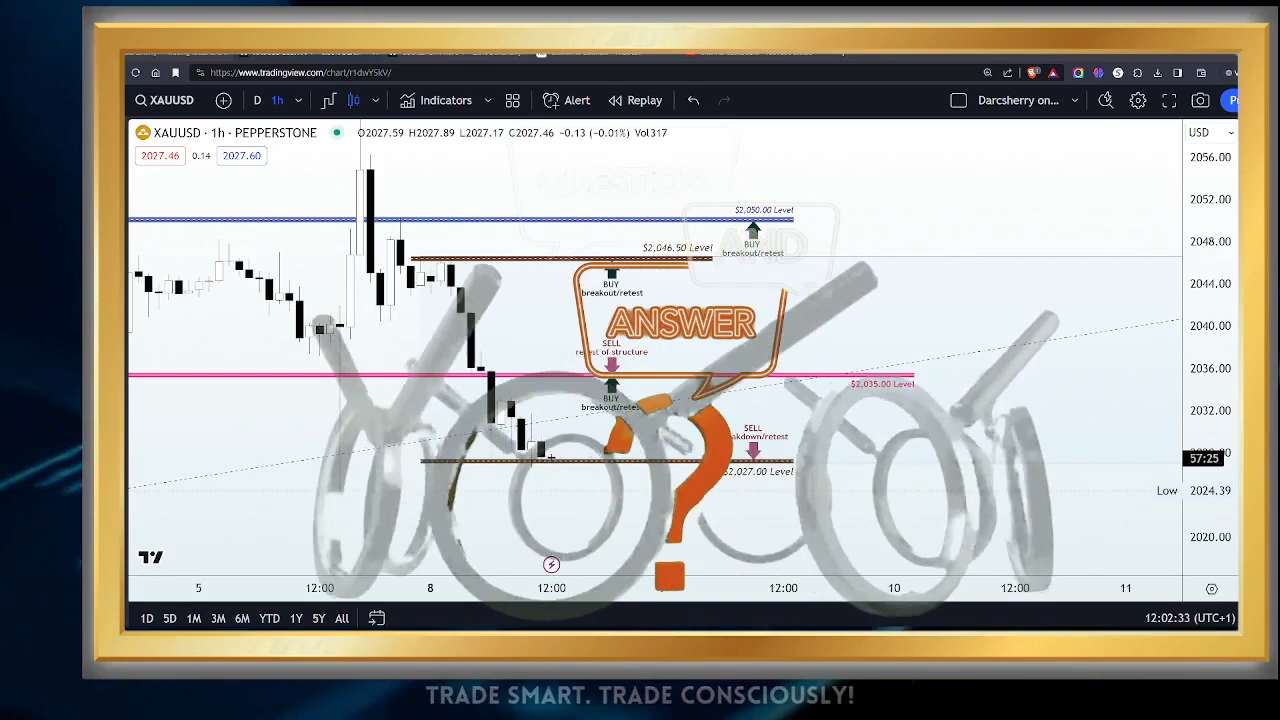 https://www.tradingview.com/chart/r1dwY5kV/
XAUUSD D 1h Indicators Alert Replay Darcsherry on...
XAUUSD · 1h · PEPPERSTONE O2027.59 H2027.89 L2027.17 C2027.46 −0.13 (−0.01%) Vol317 USD
2027.46 0.14 2027.60
2056.00
QUESTION
2052.00
$2,050.00 Level
AND
2048.00
$2,046.50 Level
BUY
breakout/retest
2044.00
BUY
breakout/retest
2040.00
ANSWER
SELL
retest of structure
2036.00
$2,035.00 Level
BUY
2032.00
SELL
57:25
2,027.00 Level
Low 2024.39
2020.00
5 12:00 8 12:00 12:00 10 12:00 11
1D 5D 1M 3M 6M YTD 1Y 5Y All 12:02:33 (UTC+1)
TRADE SMART. TRADE CONSCIOUSLY!